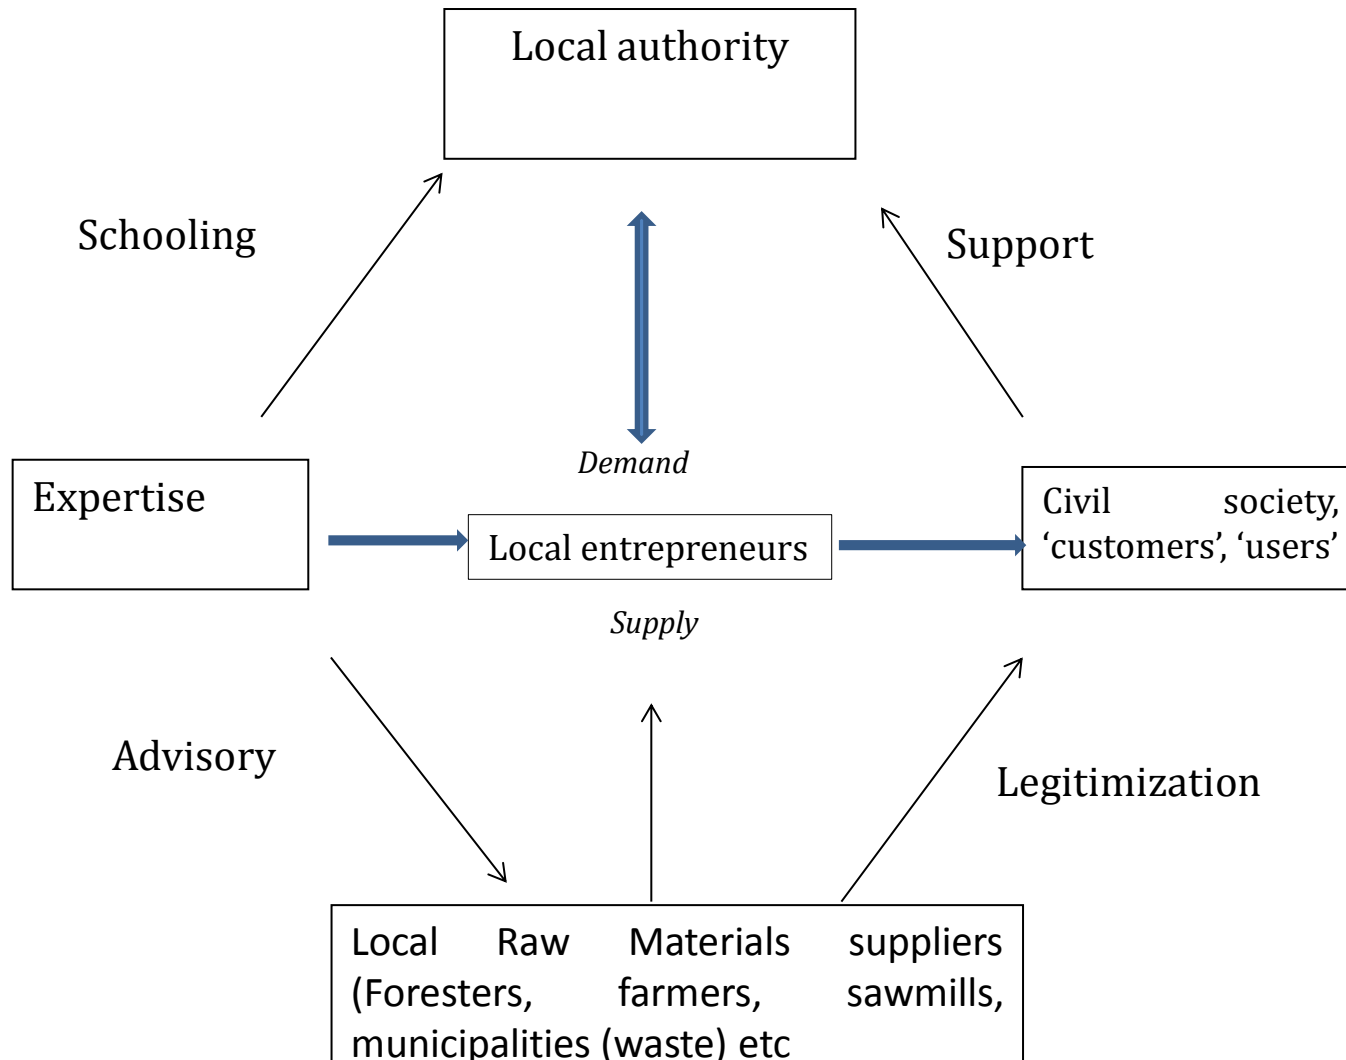 Local authority
Schooling
Support
Demand
Expertise
Civil society,
‘customers’, ‘users’
Local entrepreneurs
Supply
Advisory
Legitimization
Local Raw Materials suppliers
(Foresters, farmers, sawmills,
municipalities (waste) etc